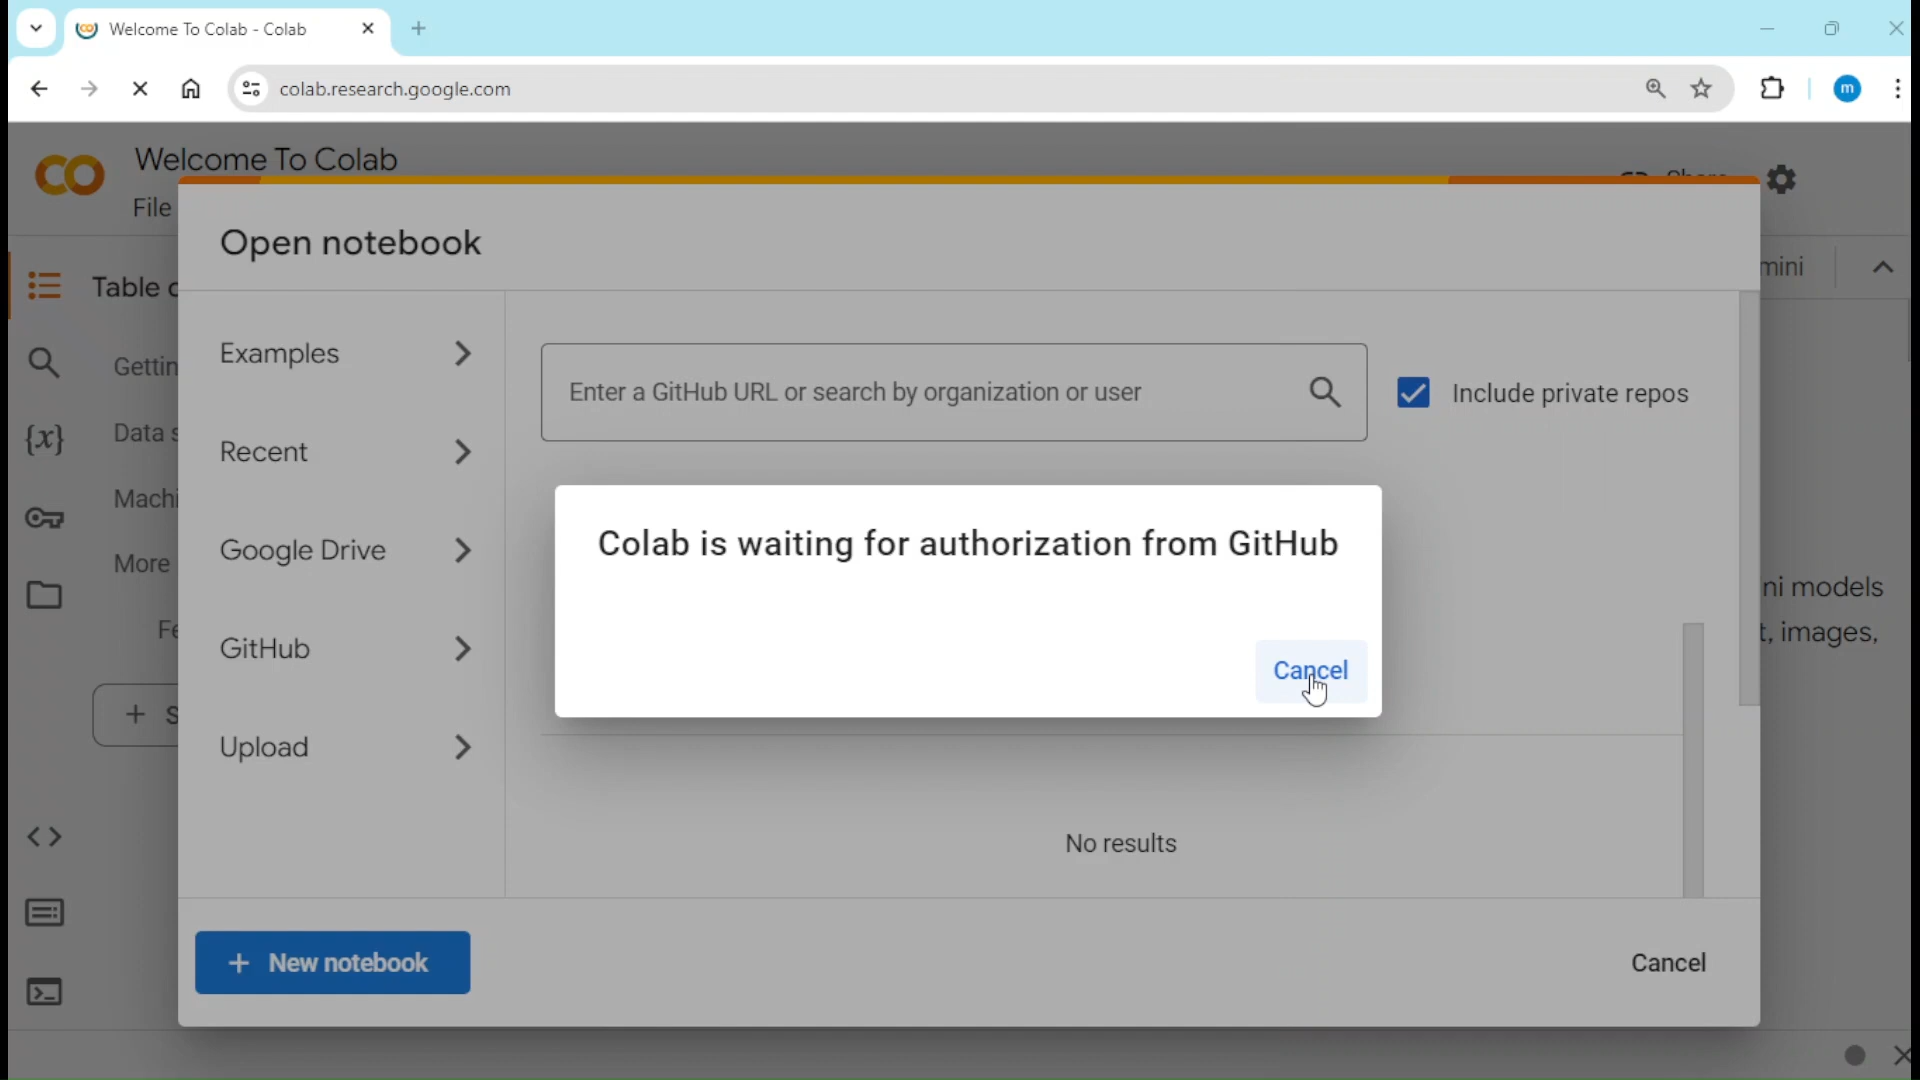 Welcome To Colab - Colab
colab.research.google.com
m
Welcome To Colab
Share
File
Open notebook
mini
Table
Examples
Enter a GitHub URL or search by organization or user
Include private repos
Gettin
Data s
Recent
Machi
Colab is waiting for authorization from GitHub
Google Drive
More
ni models
Fe
GitHub
t, images,
Cancel
+ S
Upload
No results
+ New notebook
Cancel